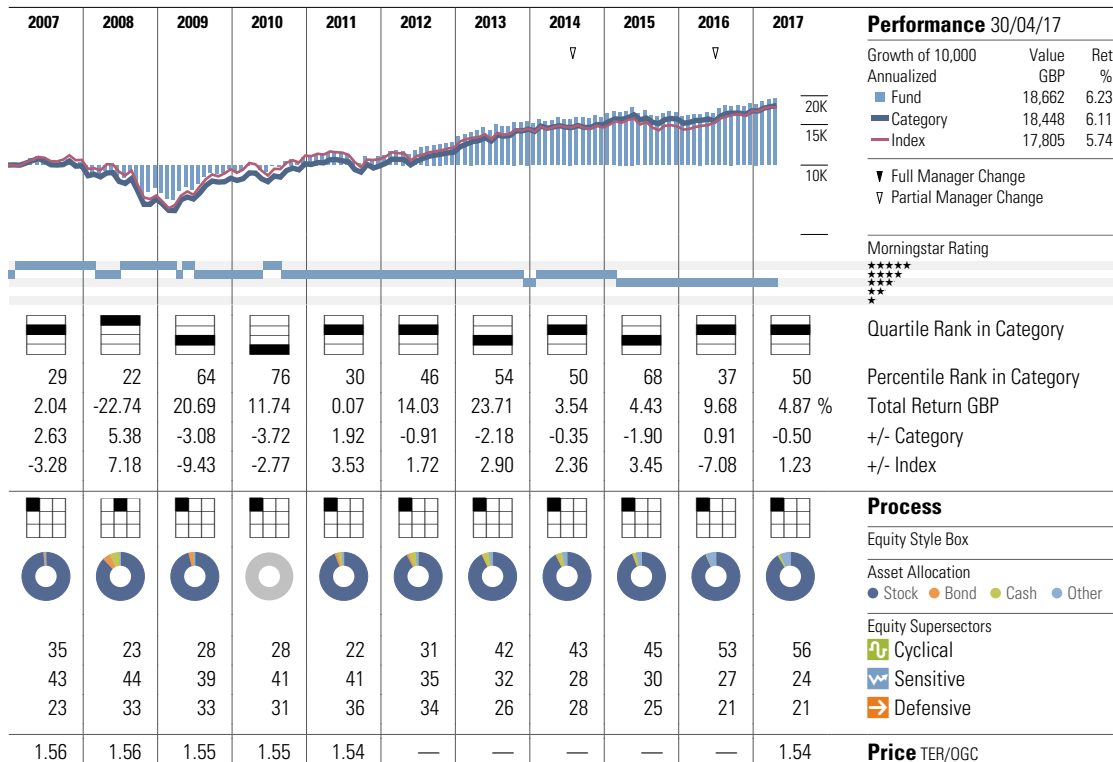 2007 2008 2009 2010 2011 2012 2013 2014 2015 2016 2017
Performance 30/04/17
Growth of 10,000 Value Ret
Annualized GBP %
Fund 18,662 6.23
Category 18,448 6.11
Index 17,805 5.74
Full Manager Change
Partial Manager Change
20K
15K
10K
Morningstar Rating
★★★★★
★★★★
★★★
★★
★
Quartile Rank in Category
29 22 64 76 30 46 54 50 68 37 50 Percentile Rank in Category
2.04 -22.74 20.69 11.74 0.07 14.03 23.71 3.54 4.43 9.68 4.87 % Total Return GBP
2.63 5.38 -3.08 -3.72 1.92 -0.91 -2.18 -0.35 -1.90 0.91 -0.50 +/- Category
-3.28 7.18 -9.43 -2.77 3.53 1.72 2.90 2.36 3.45 -7.08 1.23 +/- Index
Process
Equity Style Box
Asset Allocation
Stock Bond Cash Other
Equity Supersectors
35 23 28 28 22 31 42 43 45 53 56 Cyclical
43 44 39 41 41 35 32 28 30 27 24 Sensitive
23 33 33 31 36 34 26 28 25 21 21 Defensive
1.56 1.56 1.55 1.55 1.54 — — — — — 1.54 Price TER/OGC